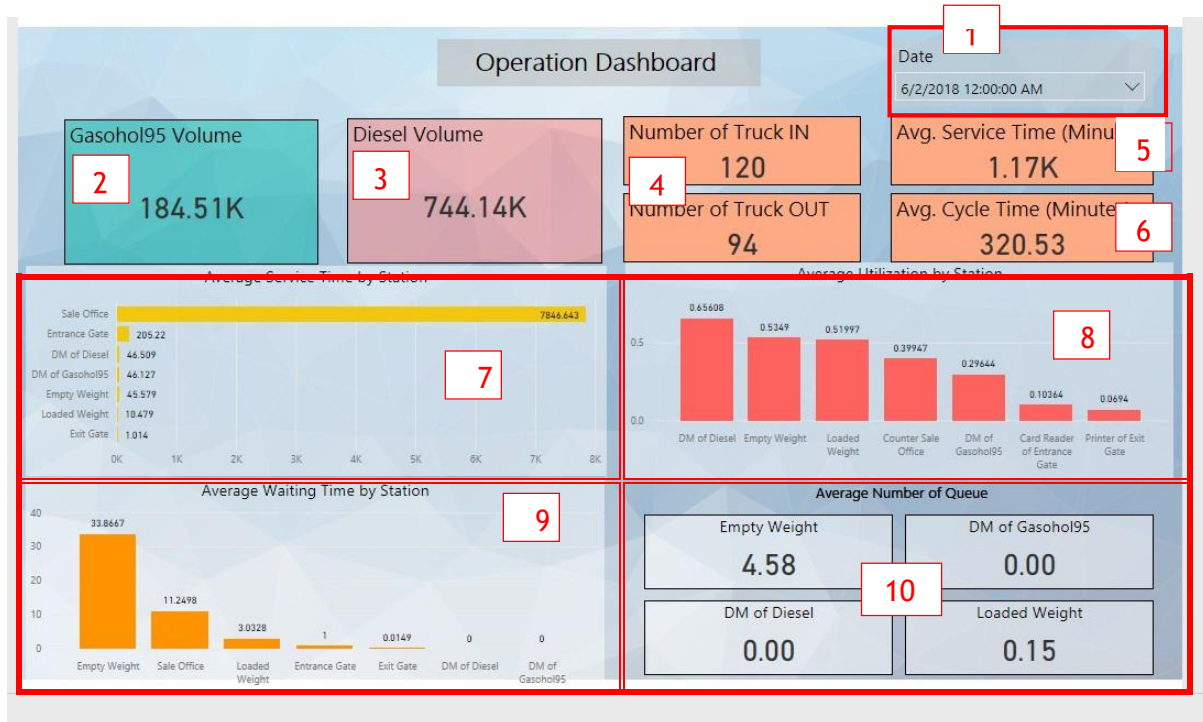 1
Operation Dashboard
Date
6/2/2018 12:00:00 AM
Gasohol95 Volume
2
184.51K
Diesel Volume
3
744.14K
Number of Truck IN
120
4
Number of Truck OUT
94
Avg. Service Time (Minu
5
1.17K
Avg. Cycle Time (Minute
6
320.53
Average Service Time by Station
Sale Office 7846.643
Entrance Gate 205.22
DM of Diesel 46.509
DM of Gasohol95 46.127
Empty Weight 45.579
Loaded Weight 10.479
Exit Gate 1.014
0K 1K 2K 3K 4K 5K 6K 7K 8K
7
Average Utilization by Station
8
0.65608 0.5349 0.51997 0.39947 0.29644 0.10364 0.0694
0.5
0.0
DM of Diesel Empty Weight Loaded Counter Sale DM of Card Reader Printer of Exit
Weight Office Gasohol95 of Entrance Gate
Gate
Average Waiting Time by Station
9
40
30
20
10
0
33.8667 11.2498 3.0328 1 0.0149 0 0
Empty Weight Sale Office Loaded Entrance Gate Exit Gate DM of Diesel DM of
Weight Gasohol95
Average Number of Queue
Empty Weight
4.58
DM of Gasohol95
0.00
10
DM of Diesel
0.00
Loaded Weight
0.15